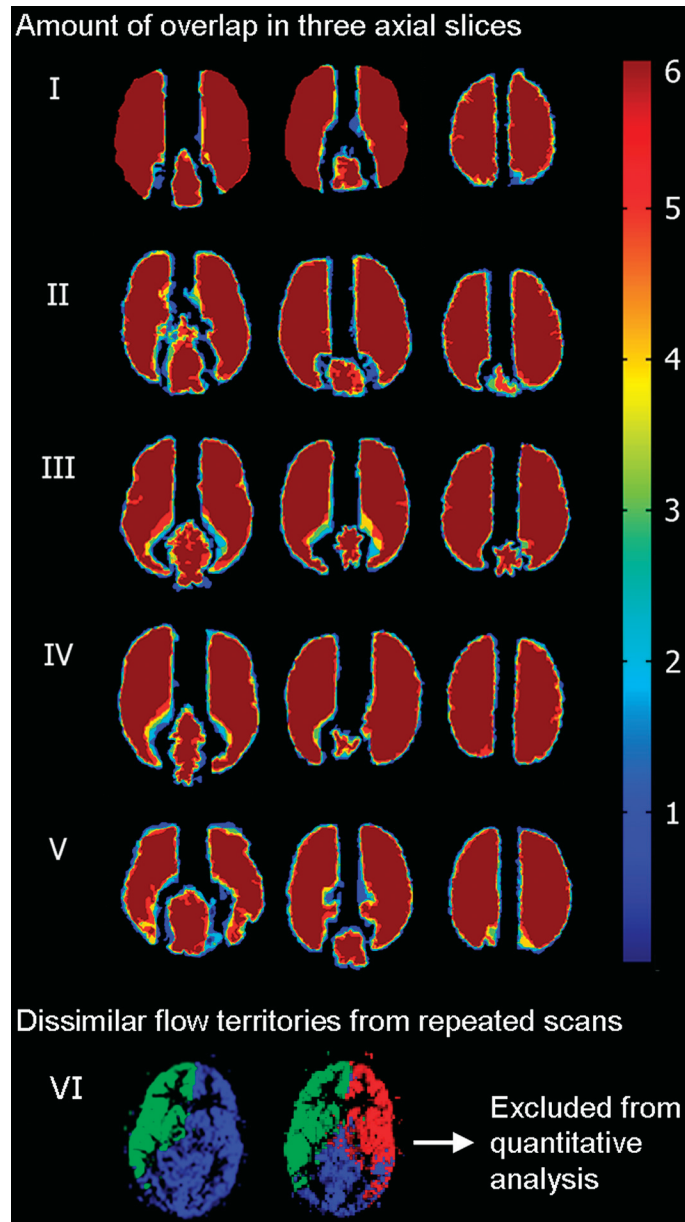 Amount of overlap in three axial slices
I
6
5
II
4
III
3
IV
2
1
V
Dissimilar flow territories from repeated scans
VI
Excluded from
quantitative
analysis